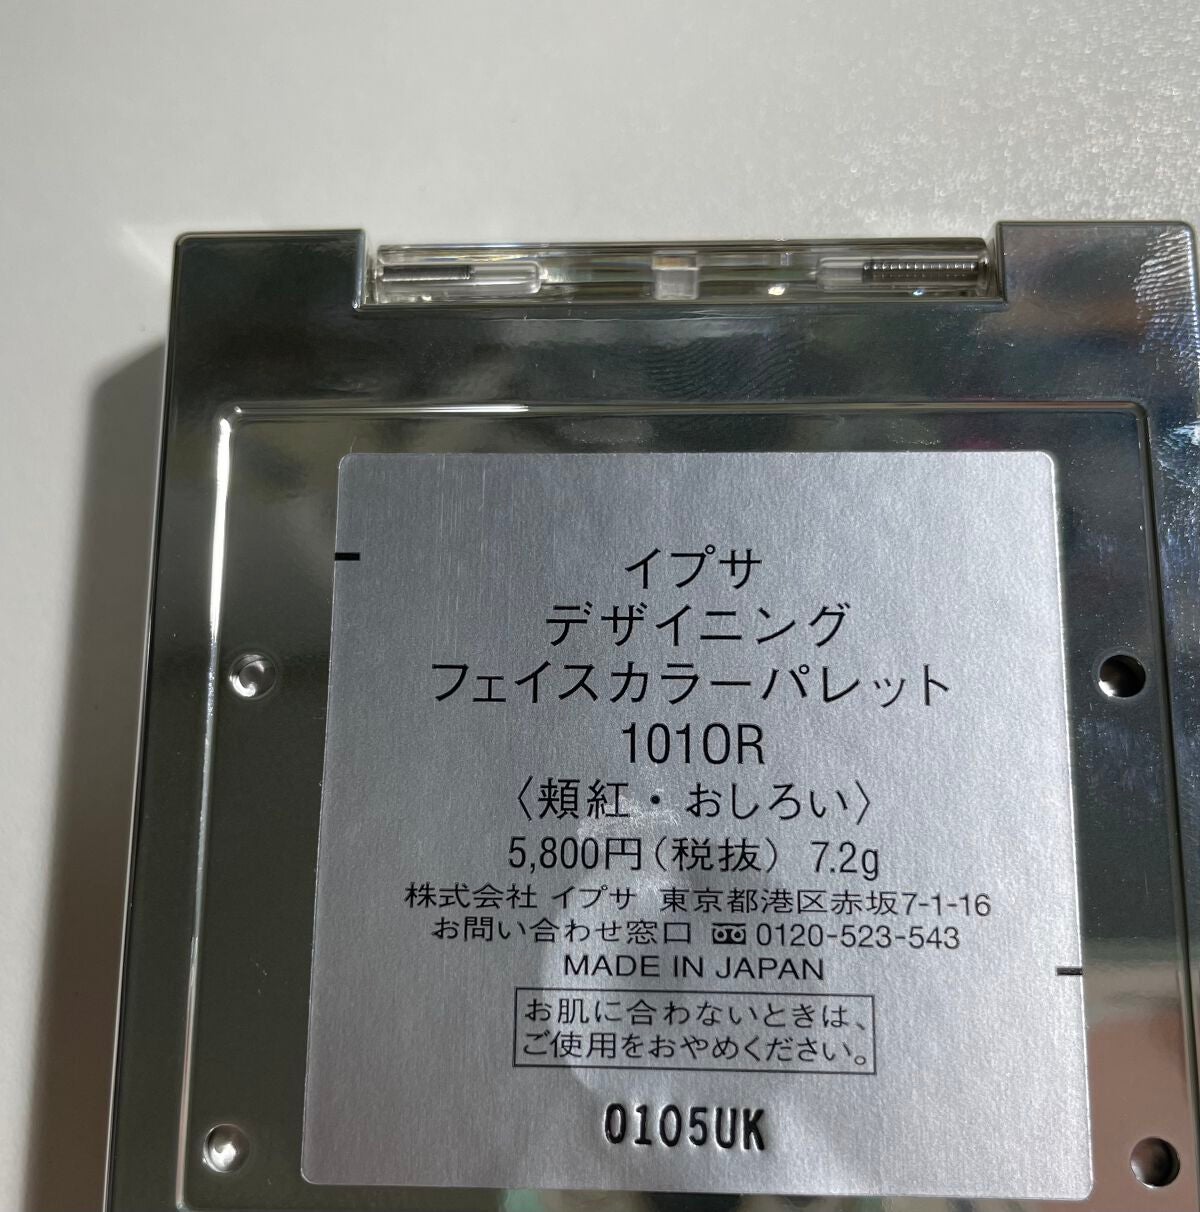 イプサ
デザイニング
フェイスカラーパレット
101OR
〈頬紅・おしろい〉
5,800円(税抜) 7.2g
株式会社 イプサ 東京都港区赤坂7-1-16
お問い合わせ窓口 0120-523-543
MADE IN JAPAN
お肌に合わないときは、
ご使用をおやめください。
0105UK